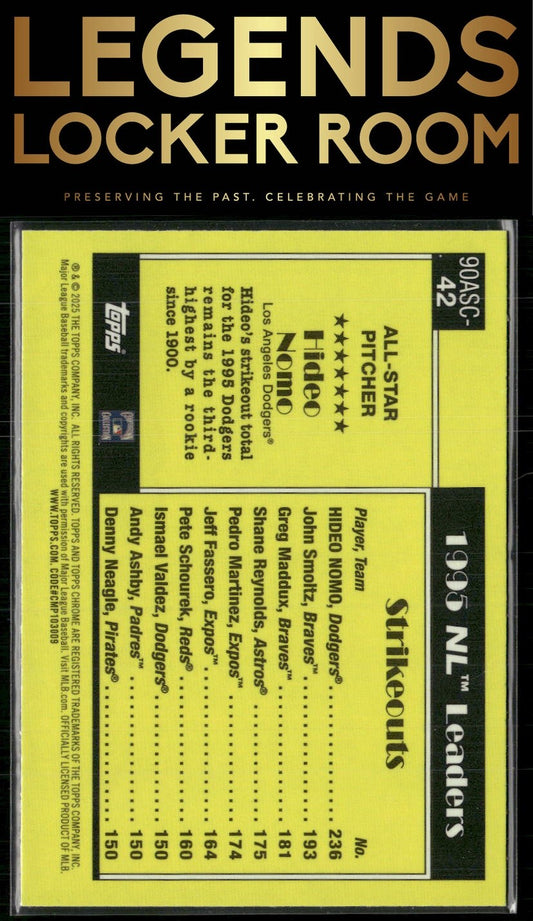 LEGENDS
LOCKER ROOM
PRESERVING THE PAST. CELEBRATING THE GAME
90ASC-
42
ALL-STAR
PITCHER
★★★★★★★
Hideo
Nomo
Los Angeles Dodgers®
Hideo's strikeout total
for the 1995 Dodgers
remains the third-
highest by a rookie
since 1900.
topps®
1995 NL™ Leaders
Strikeouts
Player, Team No.
HIDEO NOMO, Dodgers® 236
John Smoltz, Braves™ 193
Greg Maddux, Braves™ 181
Shane Reynolds, Astros® 175
Pedro Martinez, Expos™ 174
Jeff Fassero, Expos™ 164
Pete Schourek, Reds® 160
Ismael Valdez, Dodgers® 150
Andy Ashby, Padres™ 150
Denny Neagle, Pirates® 150
® & © 2025 THE TOPPS COMPANY, INC. ALL RIGHTS RESERVED. TOPPS AND TOPPS CHROME ARE REGISTERED TRADEMARKS OF THE TOPPS COMPANY, INC.
Major League Baseball trademarks and copyrights are used with permission of Major League Baseball. Visit MLB.com. OFFICIALLY LICENSED PRODUCT OF MLB.
WWW.TOPPS.COM. CODE#CMP103009